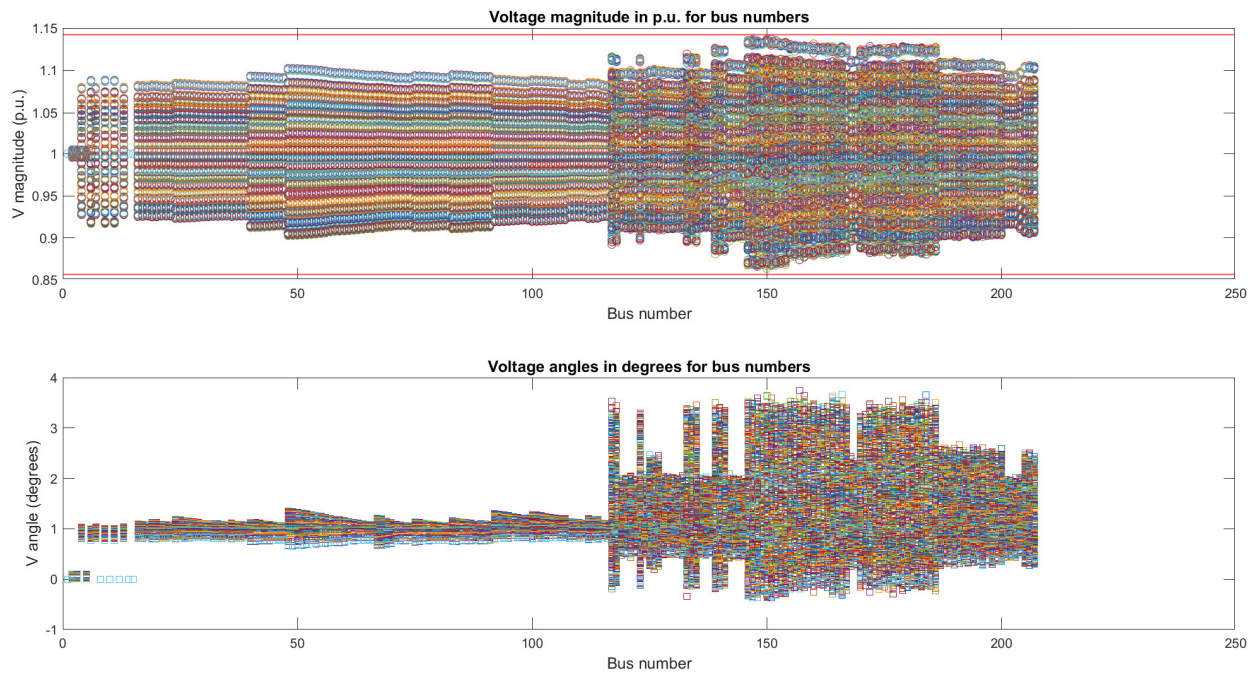 Voltage magnitude in p.u. for bus numbers
V magnitude (p.u.)
1.15
1.1
1.05
1
0.95
0.9
0.85
0 50 100 150 200 250
Bus number
Voltage angles in degrees for bus numbers
V angle (degrees)
4
3
2
1
0
-1
0 50 100 150 200 250
Bus number